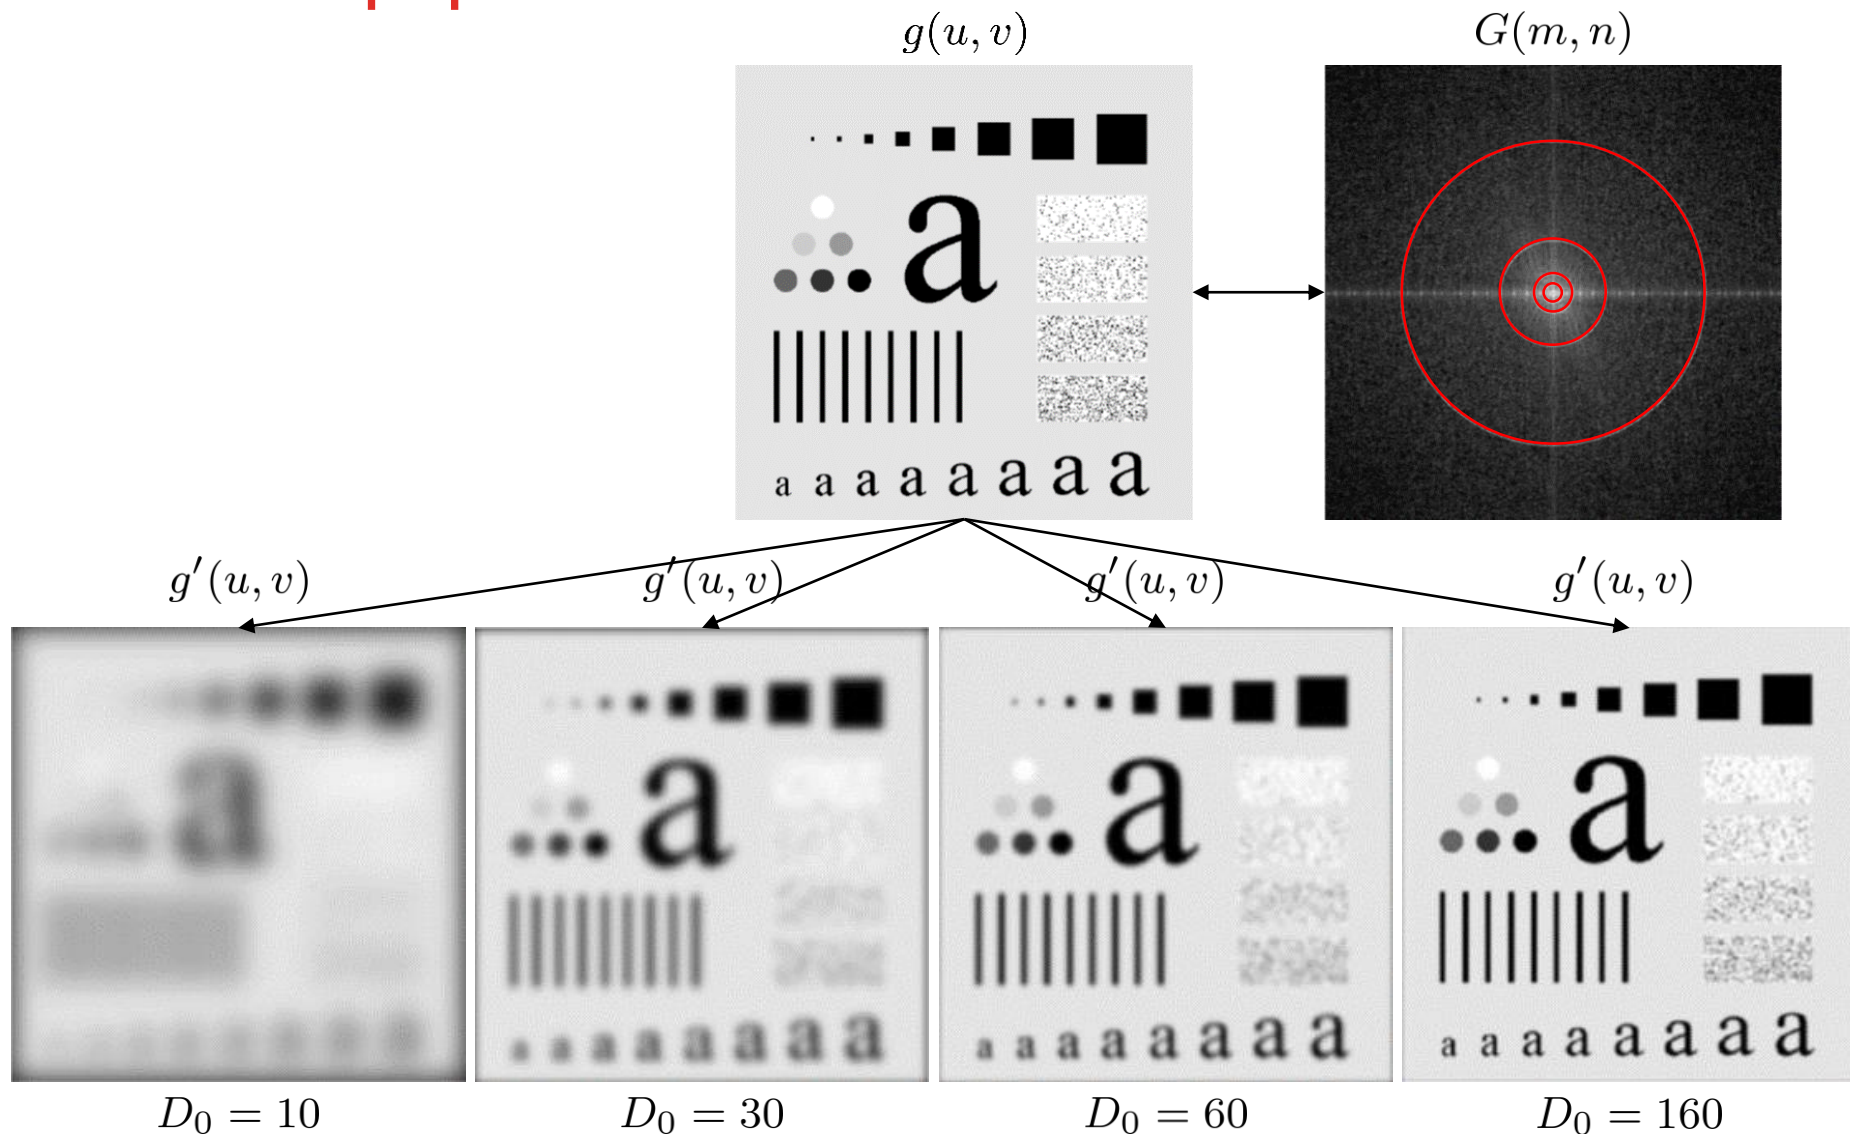 g(u, v)
G(m, n)
a
a a a a a a a a
g′(u, v)
g′(u, v)
g′(u, v)
g′(u, v)
a
a
a
a
a a a a a a a a
a a a a a a a a
a a a a a a a a
D₀ = 10
D₀ = 30
D₀ = 60
D₀ = 160